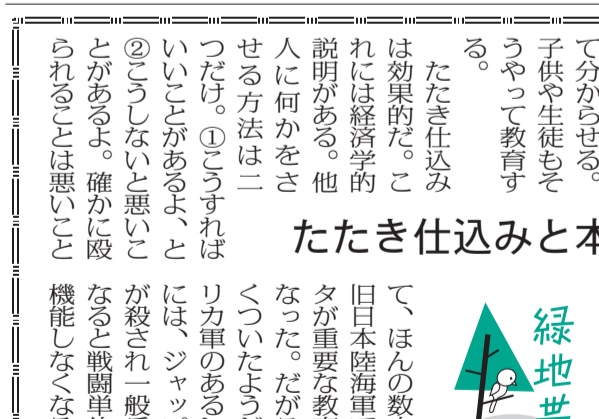 て分からせる。
子供や生徒もそ
うやって教育す
る。
たたき仕込み
は効果的だ。こ
れには経済学的
説明がある。他
人に何かをさ
せる方法は二
つだけ。①こうすれば
いいことがあるよ、と
②こうしないと悪いこ
とがあるよ。確かに殴
られることは悪いこと
たたき仕込みと本
緑地
て、ほんの数
旧日本陸海軍
タが重要な教
なった。だが
くついたよう
リカ軍のある
には、ジャッ
が殺され一般
なると戦闘単
機能しなくな